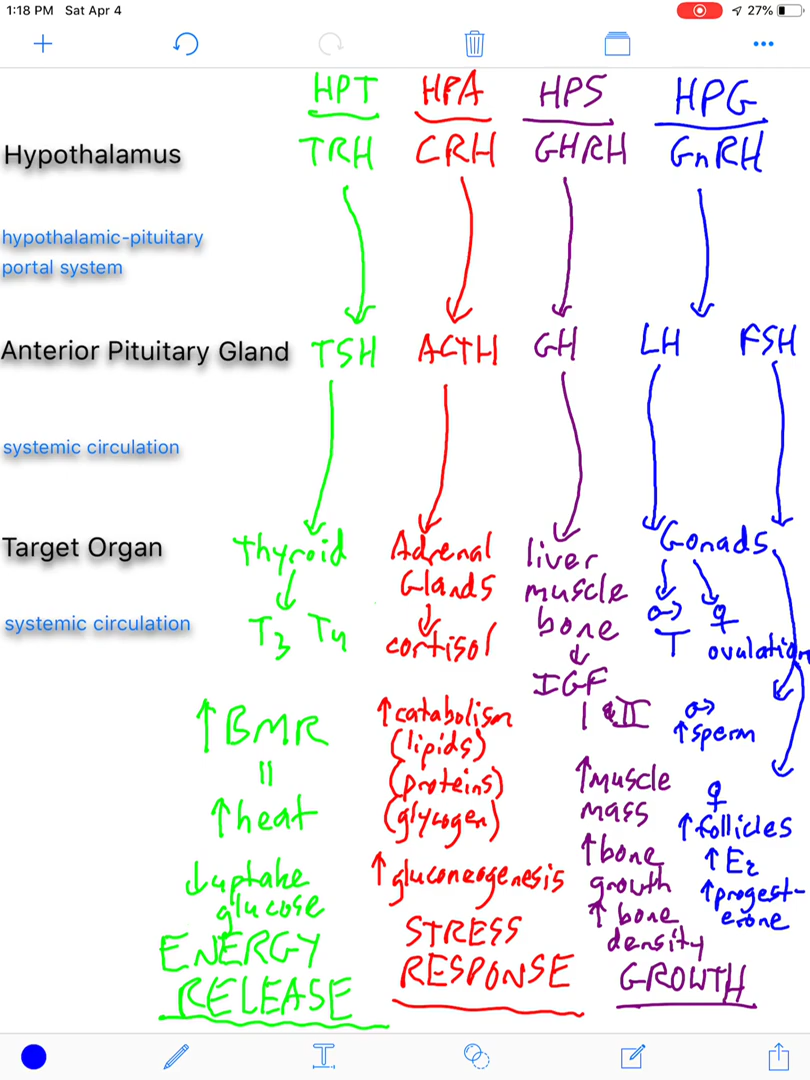 1:18 PM Sat Apr 4
27%
HPT HPA HPS HPG
Hypothalamus TRH CRH GHRH GnRH
hypothalamic-pituitary
portal system
Anterior Pituitary Gland TSH ACTH GH LH FSH
systemic circulation
Target Organ
systemic circulation
thyroid
T3 T4
↑BMR
=
↑heat
↓uptake
glucose
ENERGY
RELEASE
Adrenal
Glands
cortisol
↑catabolism
(lipids)
(proteins)
(glycogen)
↑gluconeogenesis
STRESS
RESPONSE
liver
muscle
bone
IGF
I & II
↑muscle
mass
↑bone
growth
↑bone
density
GROWTH
Gonads
♂ ♀
T ovulation
♂
↑sperm
♀
↑follicles
↑E2
↑progest-
erone